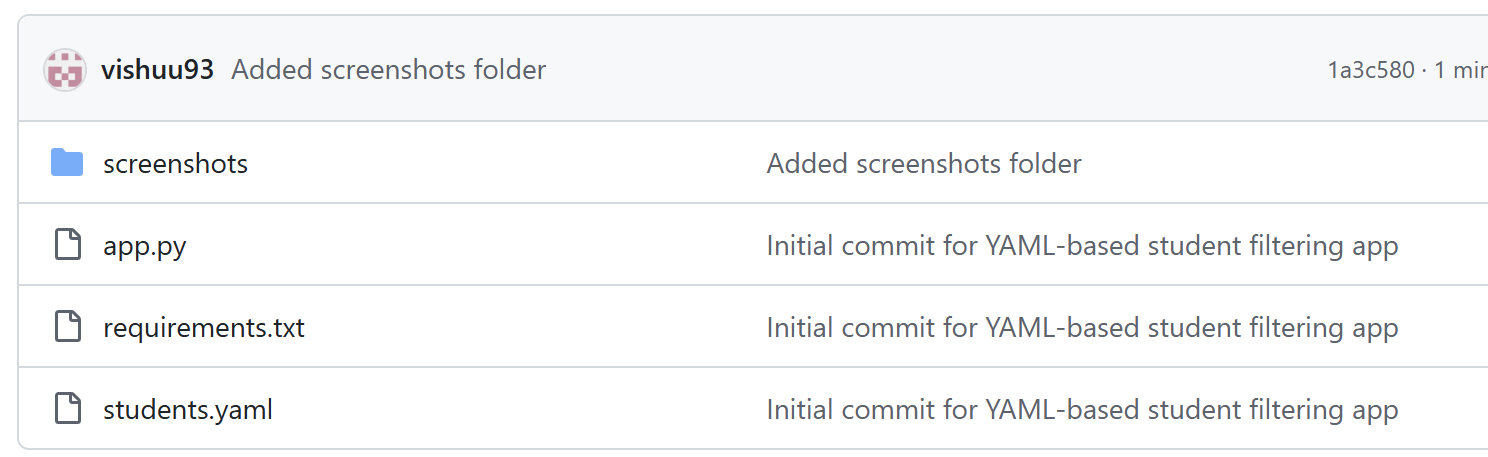 vishuu93 Added screenshots folder 1a3c580 · 1 min
screenshots Added screenshots folder
app.py Initial commit for YAML-based student filtering app
requirements.txt Initial commit for YAML-based student filtering app
students.yaml Initial commit for YAML-based student filtering app